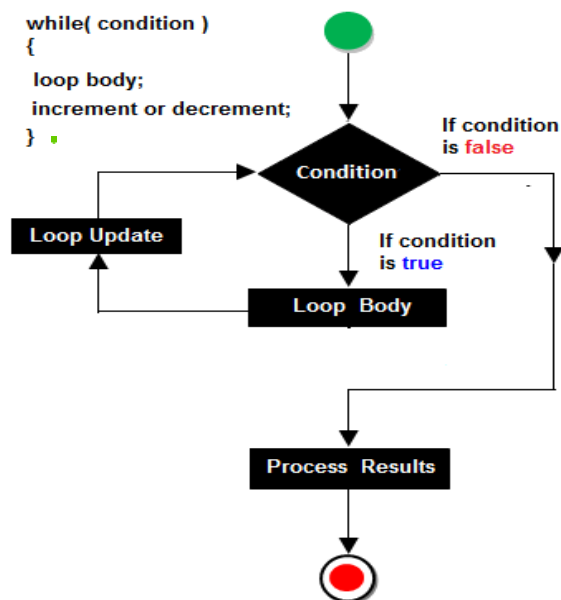 while( condition )
{
loop body;
increment or decrement;
}
If condition
is false
Condition
Loop Update
If condition
is true
Loop Body
Process Results